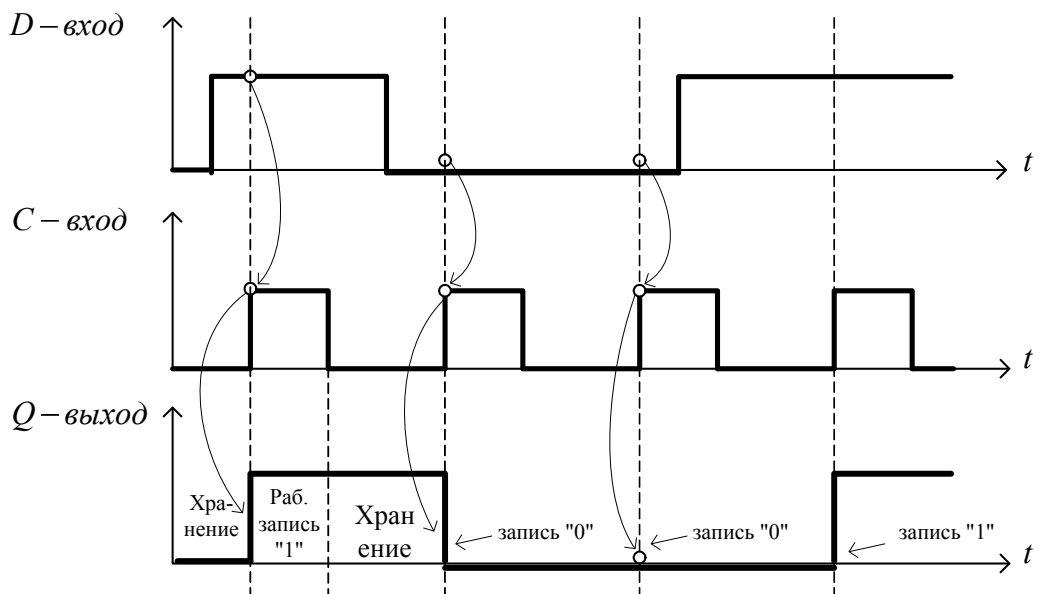 D – вход
t
C – вход
t
Q – выход
Хра-
нение
Раб.
запись
"1"
Хран
ение
запись "0"
запись "0"
запись "1"
t